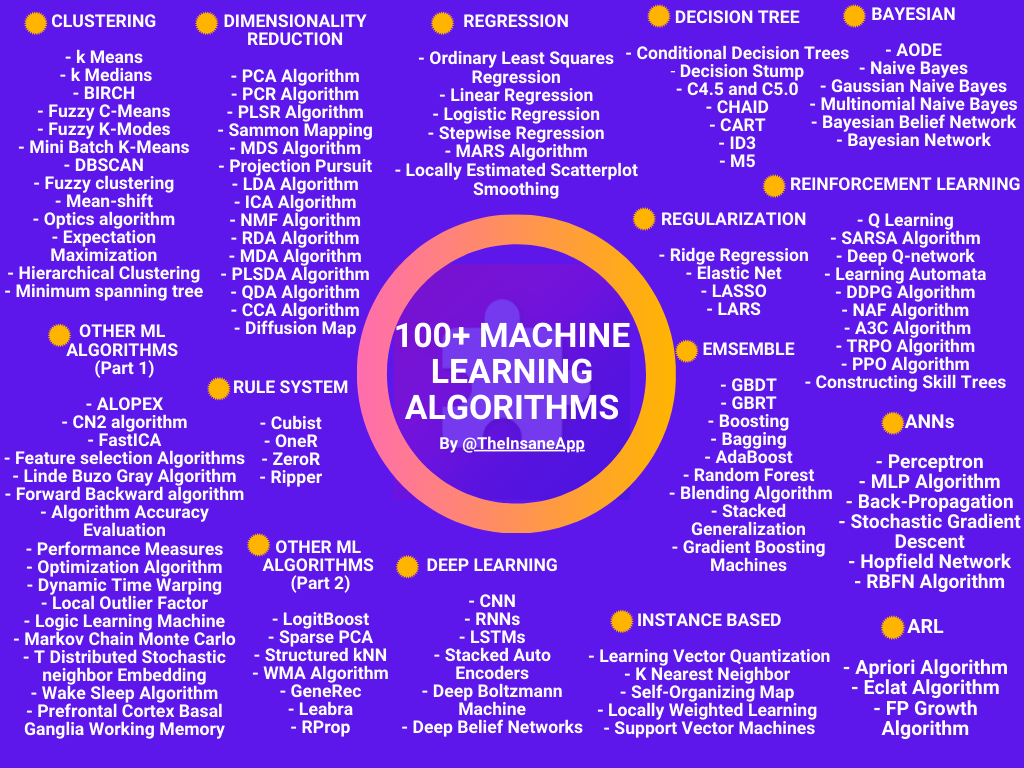 CLUSTERING
- k Means
- k Medians
- BIRCH
- Fuzzy C-Means
- Fuzzy K-Modes
- Mini Batch K-Means
- DBSCAN
- Fuzzy clustering
- Mean-shift
- Optics algorithm
- Expectation
Maximization
- Hierarchical Clustering
- Minimum spanning tree
DIMENSIONALITY
REDUCTION
- PCA Algorithm
- PCR Algorithm
- PLSR Algorithm
- Sammon Mapping
- MDS Algorithm
- Projection Pursuit
- LDA Algorithm
- ICA Algorithm
- NMF Algorithm
- RDA Algorithm
- MDA Algorithm
- PLSDA Algorithm
- QDA Algorithm
- CCA Algorithm
- Diffusion Map
REGRESSION
- Ordinary Least Squares
Regression
- Linear Regression
- Logistic Regression
- Stepwise Regression
- MARS Algorithm
- Locally Estimated Scatterplot
Smoothing
DECISION TREE
- Conditional Decision Trees
- Decision Stump
- C4.5 and C5.0
- CHAID
- CART
- ID3
- M5
BAYESIAN
- AODE
- Naive Bayes
- Gaussian Naive Bayes
- Multinomial Naive Bayes
- Bayesian Belief Network
- Bayesian Network
REINFORCEMENT LEARNING
- Q Learning
- SARSA Algorithm
- Deep Q-network
- Learning Automata
- DDPG Algorithm
- NAF Algorithm
- A3C Algorithm
- TRPO Algorithm
- PPO Algorithm
- Constructing Skill Trees
REGULARIZATION
- Ridge Regression
- Elastic Net
- LASSO
- LARS
100+ MACHINE
LEARNING
ALGORITHMS
By @TheInsaneApp
EMSEMBLE
- GBDT
- GBRT
- Boosting
- Bagging
- AdaBoost
- Random Forest
- Blending Algorithm
- Stacked
Generalization
- Gradient Boosting
Machines
ANNs
- Perceptron
- MLP Algorithm
- Back-Propagation
- Stochastic Gradient
Descent
- Hopfield Network
- RBFN Algorithm
OTHER ML
ALGORITHMS
(Part 1)
- ALOPEX
- CN2 algorithm
- FastICA
- Feature selection Algorithms
- Linde Buzo Gray Algorithm
- Forward Backward algorithm
- Algorithm Accuracy
Evaluation
- Performance Measures
- Optimization Algorithm
- Dynamic Time Warping
- Local Outlier Factor
- Logic Learning Machine
- Markov Chain Monte Carlo
- T Distributed Stochastic
neighbor Embedding
- Wake Sleep Algorithm
- Prefrontal Cortex Basal
Ganglia Working Memory
RULE SYSTEM
- Cubist
- OneR
- ZeroR
- Ripper
OTHER ML
ALGORITHMS
(Part 2)
- LogitBoost
- Sparse PCA
- Structured kNN
- WMA Algorithm
- GeneRec
- Leabra
- RProp
DEEP LEARNING
- CNN
- RNNs
- LSTMs
- Stacked Auto
Encoders
- Deep Boltzmann
Machine
- Deep Belief Networks
INSTANCE BASED
- Learning Vector Quantization
- K Nearest Neighbor
- Self-Organizing Map
- Locally Weighted Learning
- Support Vector Machines
ARL
- Apriori Algorithm
- Eclat Algorithm
- FP Growth
Algorithm